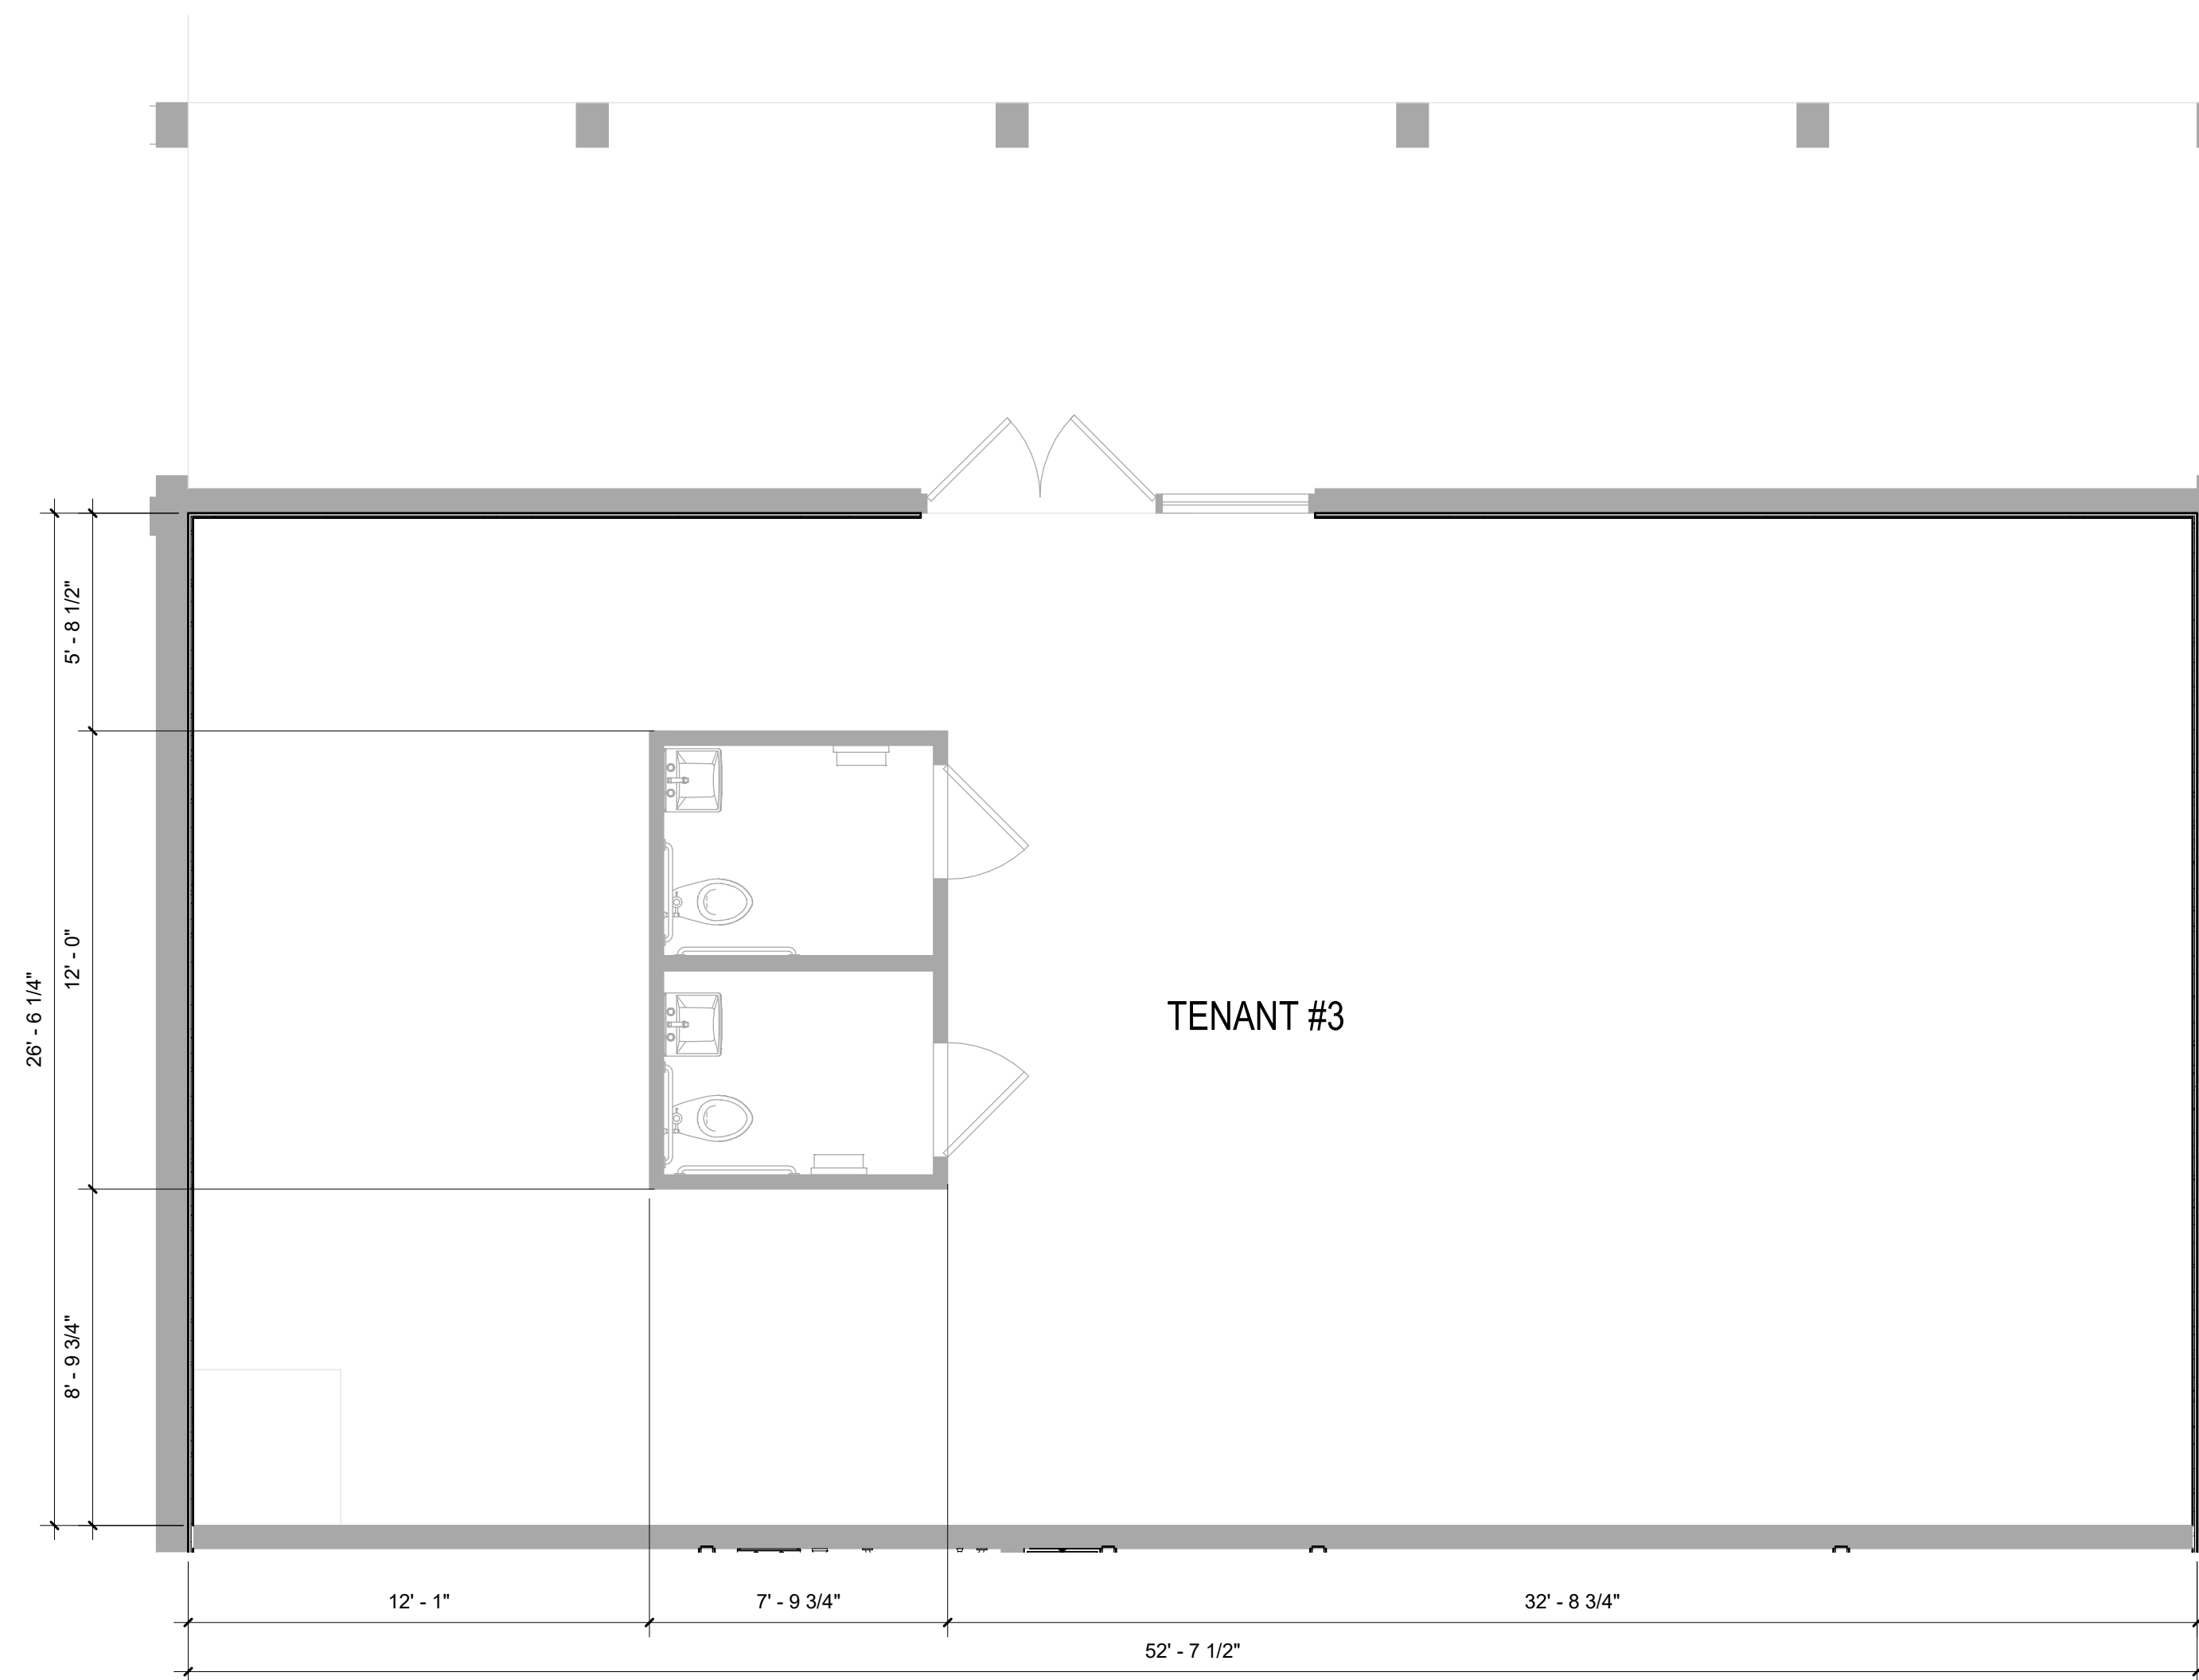 5' - 8 1/2"
12' - 0"
26' - 6 1/4"
TENANT #3
8' - 9 3/4"
12' - 1"
7' - 9 3/4"
32' - 8 3/4"
52' - 7 1/2"